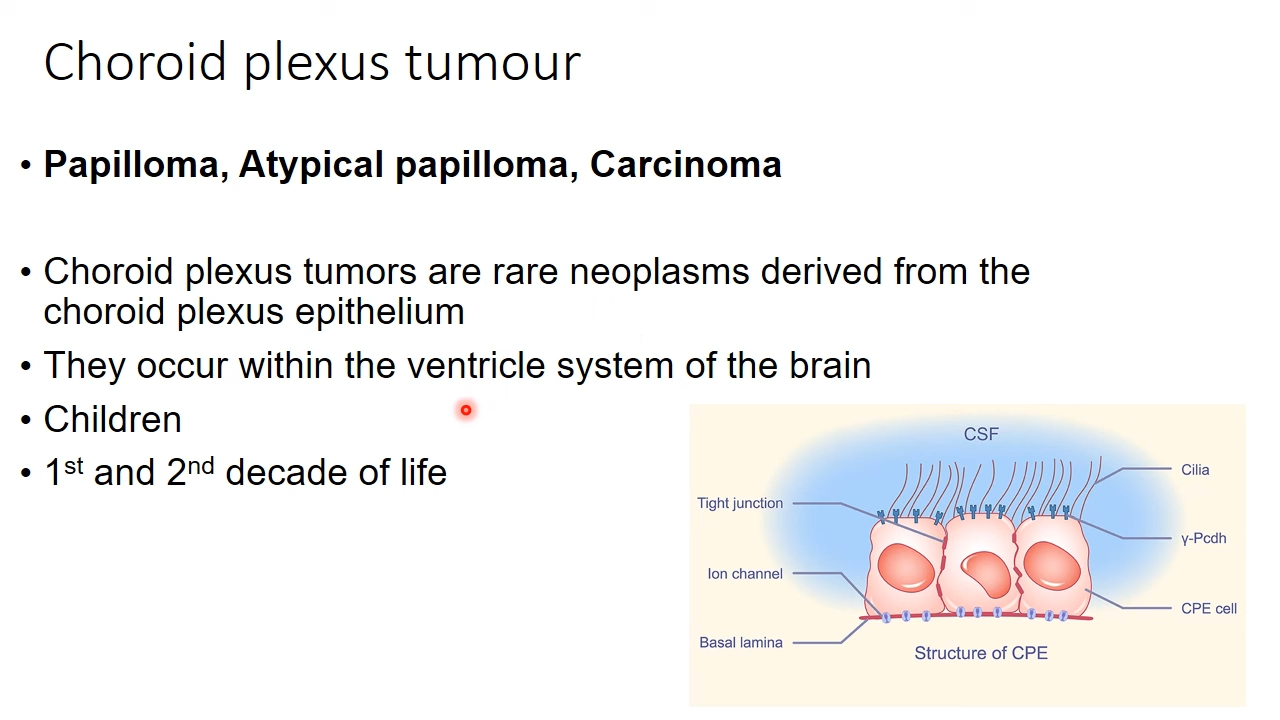 Choroid plexus tumour
• Papilloma, Atypical papilloma, Carcinoma
• Choroid plexus tumors are rare neoplasms derived from the
choroid plexus epithelium
• They occur within the ventricle system of the brain
• Children
• 1st and 2nd decade of life
CSF
Cilia
Tight junction
γ-Pcdh
Ion channel
CPE cell
Basal lamina
Structure of CPE